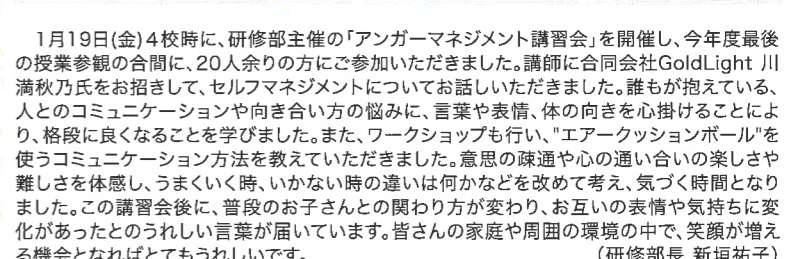 1月19日(金)4校時に、研修部主催の「アンガーマネジメント講習会」を開催し、今年度最後
の授業参観の合間に、20人余りの方にご参加いただきました。講師に合同会社GoldLight 川
満秋乃氏をお招きして、セルフマネジメントについてお話しいただきました。誰もが抱えている、
人とのコミュニケーションや向き合い方の悩みに、言葉や表情、体の向きを心掛けることによ
り、格段に良くなることを学びました。また、ワークショップも行い、"エアークッションボール"を
使うコミュニケーション方法を教えていただきました。意思の疎通や心の通い合いの楽しさや
難しさを体感し、うまくいく時、いかない時の違いは何かなどを改めて考え、気づく時間となり
ました。この講習会後に、普段のお子さんとの関わり方が変わり、お互いの表情や気持ちに変
化があったとのうれしい言葉が届いています。皆さんの家庭や周囲の環境の中で、笑顔が増え
る機会となればとてもうれしいです。 (研修部長 新垣祐子)